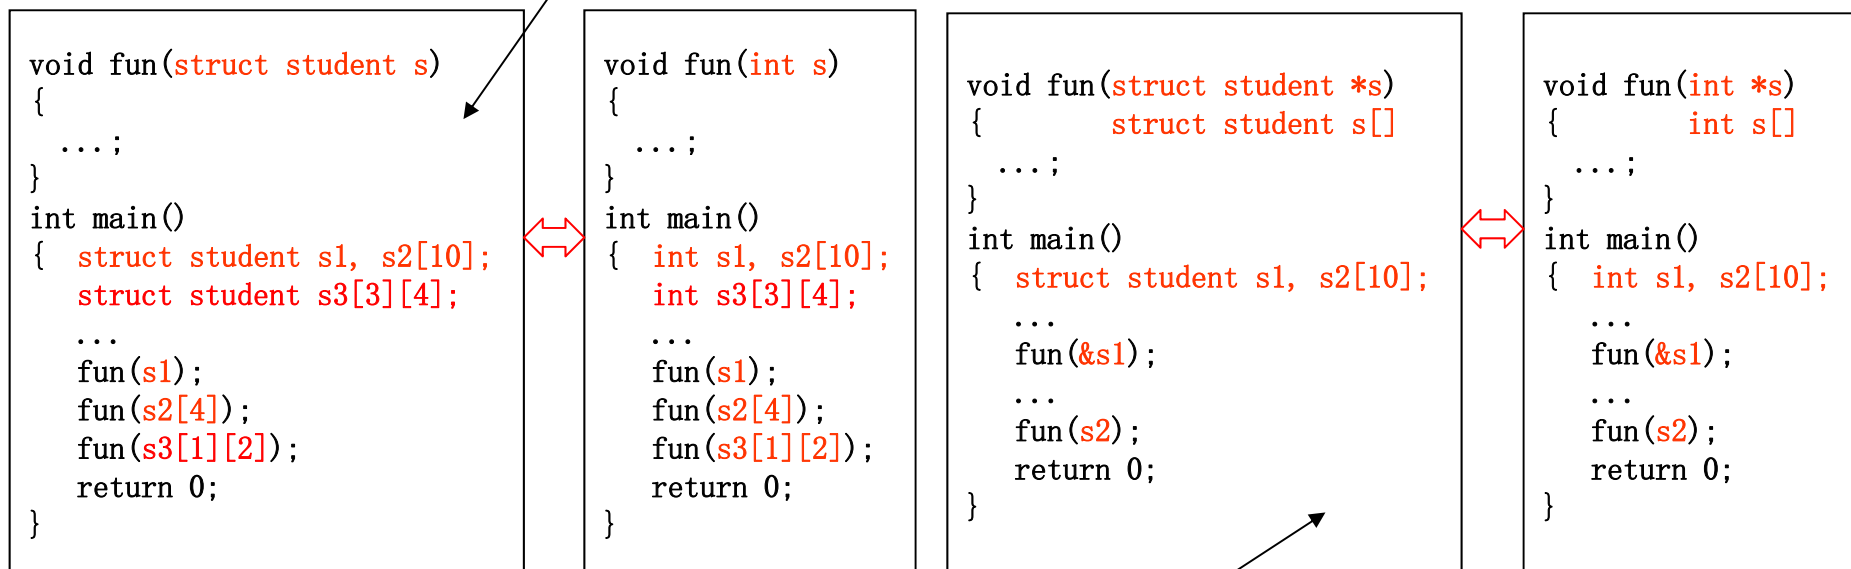 void fun(struct student s)
{
...;
}
int main()
{ struct student s1, s2[10];
struct student s3[3][4];
...
fun(s1);
fun(s2[4]);
fun(s3[1][2]);
return 0;
}
void fun(int s)
{
...;
}
int main()
{ int s1, s2[10];
int s3[3][4];
...
fun(s1);
fun(s2[4]);
fun(s3[1][2]);
return 0;
}
void fun(struct student *s)
{ struct student s[]
...;
}
int main()
{ struct student s1, s2[10];
...
fun(&s1);
...
fun(s2);
return 0;
}
void fun(int *s)
{ int s[]
...;
}
int main()
{ int s1, s2[10];
...
fun(&s1);
...
fun(s2);
return 0;
}